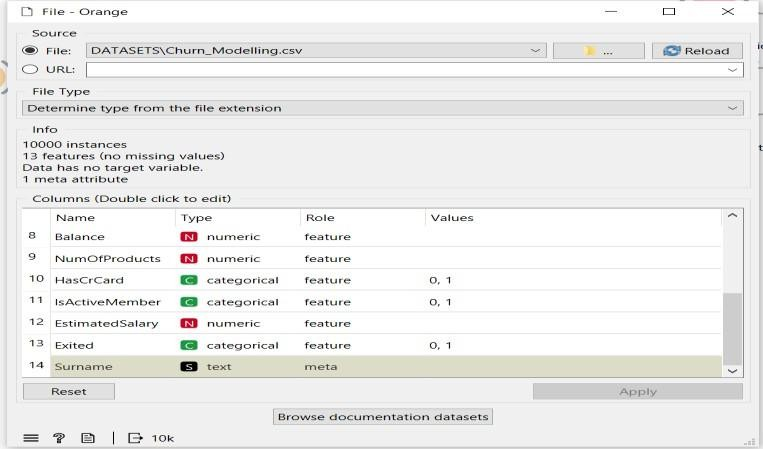 File - Orange
Source
File: DATASETS\Churn_Modelling.csv ... Reload
URL:
File Type
Determine type from the file extension
Info
10000 instances
13 features (no missing values)
Data has no target variable.
1 meta attribute
Columns (Double click to edit)
Name Type Role Values
8 Balance N numeric feature
9 NumOfProducts N numeric feature
10 HasCrCard C categorical feature 0, 1
11 IsActiveMember C categorical feature 0, 1
12 EstimatedSalary N numeric feature
13 Exited C categorical feature 0, 1
14 Surname S text meta
Reset Apply
Browse documentation datasets
? 10k